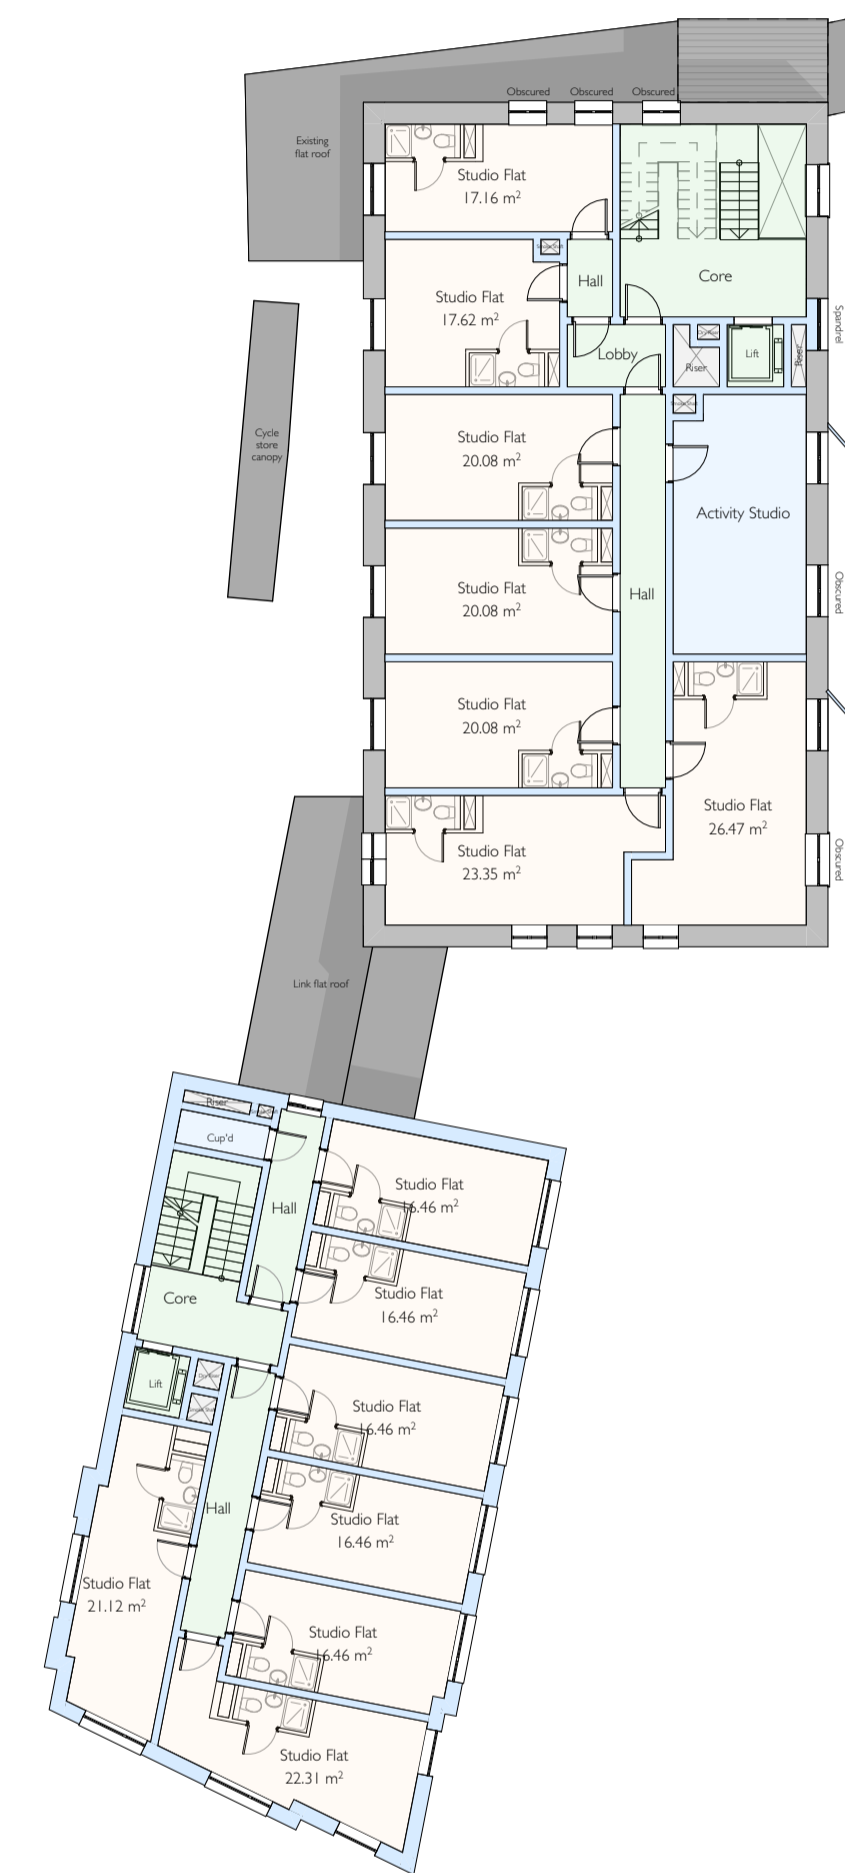 Obscured
Obscured
Obscured
Existing
flat roof
Studio Flat
17.16 m²
Core
Hall
Studio Flat
17.62 m²
Spandrel
Lobby
Riser
Lift
Riser
Cycle
store
canopy
Studio Flat
20.08 m²
Activity Studio
Studio Flat
20.08 m²
Hall
Obscured
Studio Flat
20.08 m²
Studio Flat
26.47 m²
Studio Flat
23.35 m²
Obscured
Link flat roof
Riser
Cup'd
Studio Flat
16.46 m²
Hall
Core
Studio Flat
16.46 m²
Lift
Studio Flat
16.46 m²
Hall
Studio Flat
16.46 m²
Studio Flat
21.12 m²
Studio Flat
16.46 m²
Studio Flat
22.31 m²